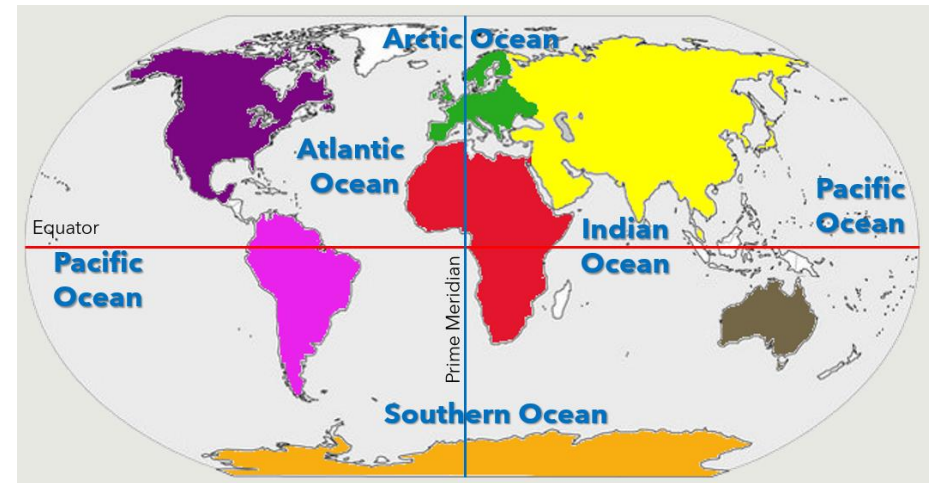 Arctic Ocean
Atlantic
Ocean
Pacific
Ocean
Equator
Indian
Ocean
Pacific
Ocean
Prime Meridian
Southern Ocean